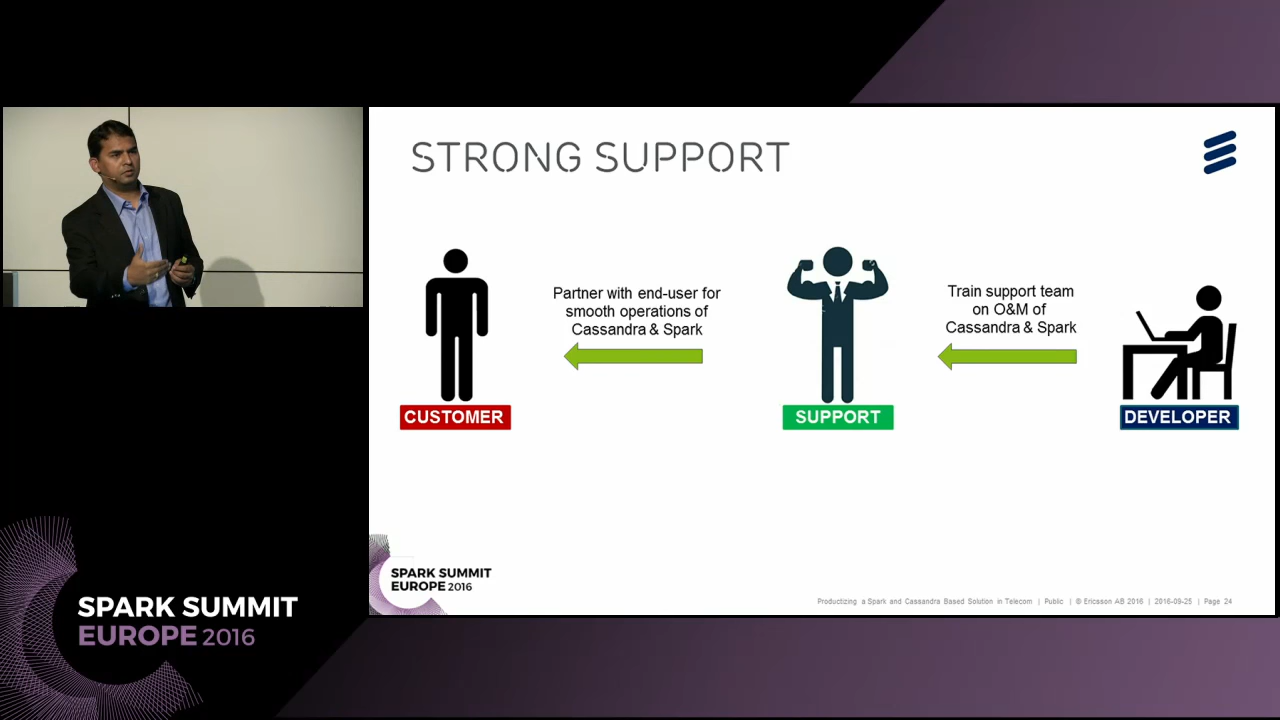 STRONG SUPPORT
Partner with end-user for
smooth operations of
Cassandra & Spark
Train support team
on O&M of
Cassandra & Spark
CUSTOMER
SUPPORT
DEVELOPER
SPARK SUMMIT
EUROPE 2016
Productizing a Spark and Cassandra Based Solution in Telecom | Public | © Ericsson AB 2016 | 2016-09-25 | Page 24
SPARK SUMMIT
EUROPE 2016